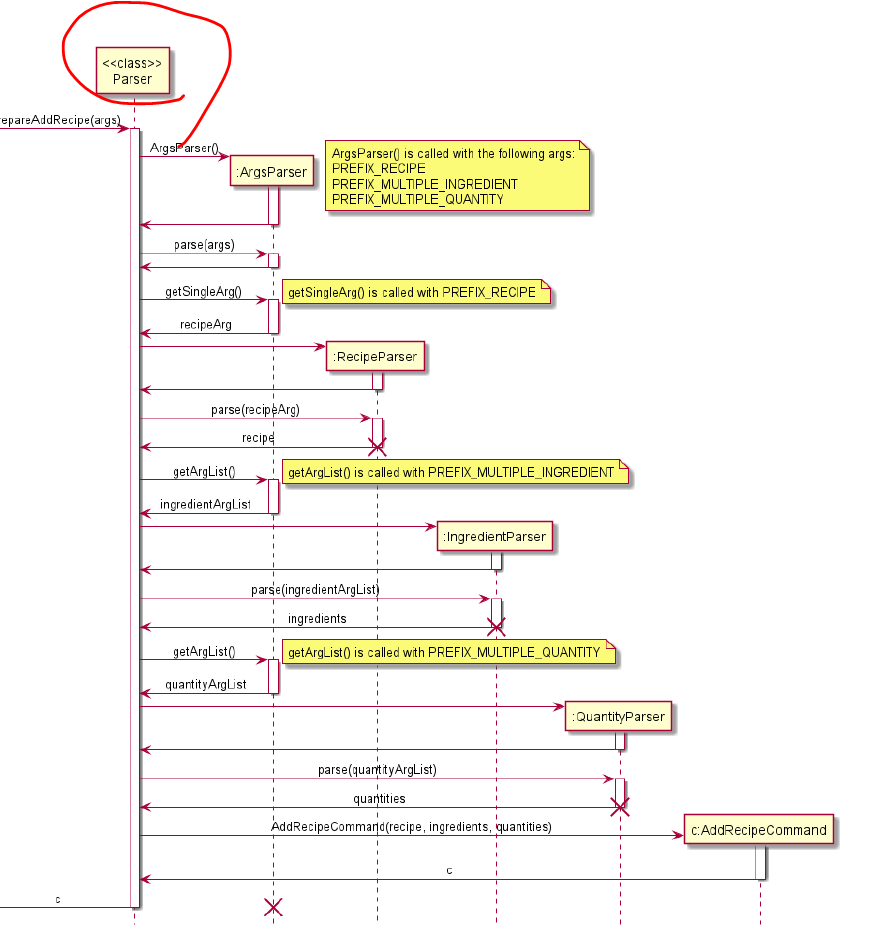 <<class>>
Parser
repareAddRecipe(args)
ArgsParser()
:ArgsParser
ArgsParser() is called with the following args:
PREFIX_RECIPE
PREFIX_MULTIPLE_INGREDIENT
PREFIX_MULTIPLE_QUANTITY
parse(args)
getSingleArg()
getSingleArg() is called with PREFIX_RECIPE
recipeArg
:RecipeParser
parse(recipeArg)
recipe
getArgList()
getArgList() is called with PREFIX_MULTIPLE_INGREDIENT
ingredientArgList
:IngredientParser
parse(ingredientArgList)
ingredients
getArgList()
getArgList() is called with PREFIX_MULTIPLE_QUANTITY
quantityArgList
:QuantityParser
parse(quantityArgList)
quantities
AddRecipeCommand(recipe, ingredients, quantities)
c:AddRecipeCommand
c
c